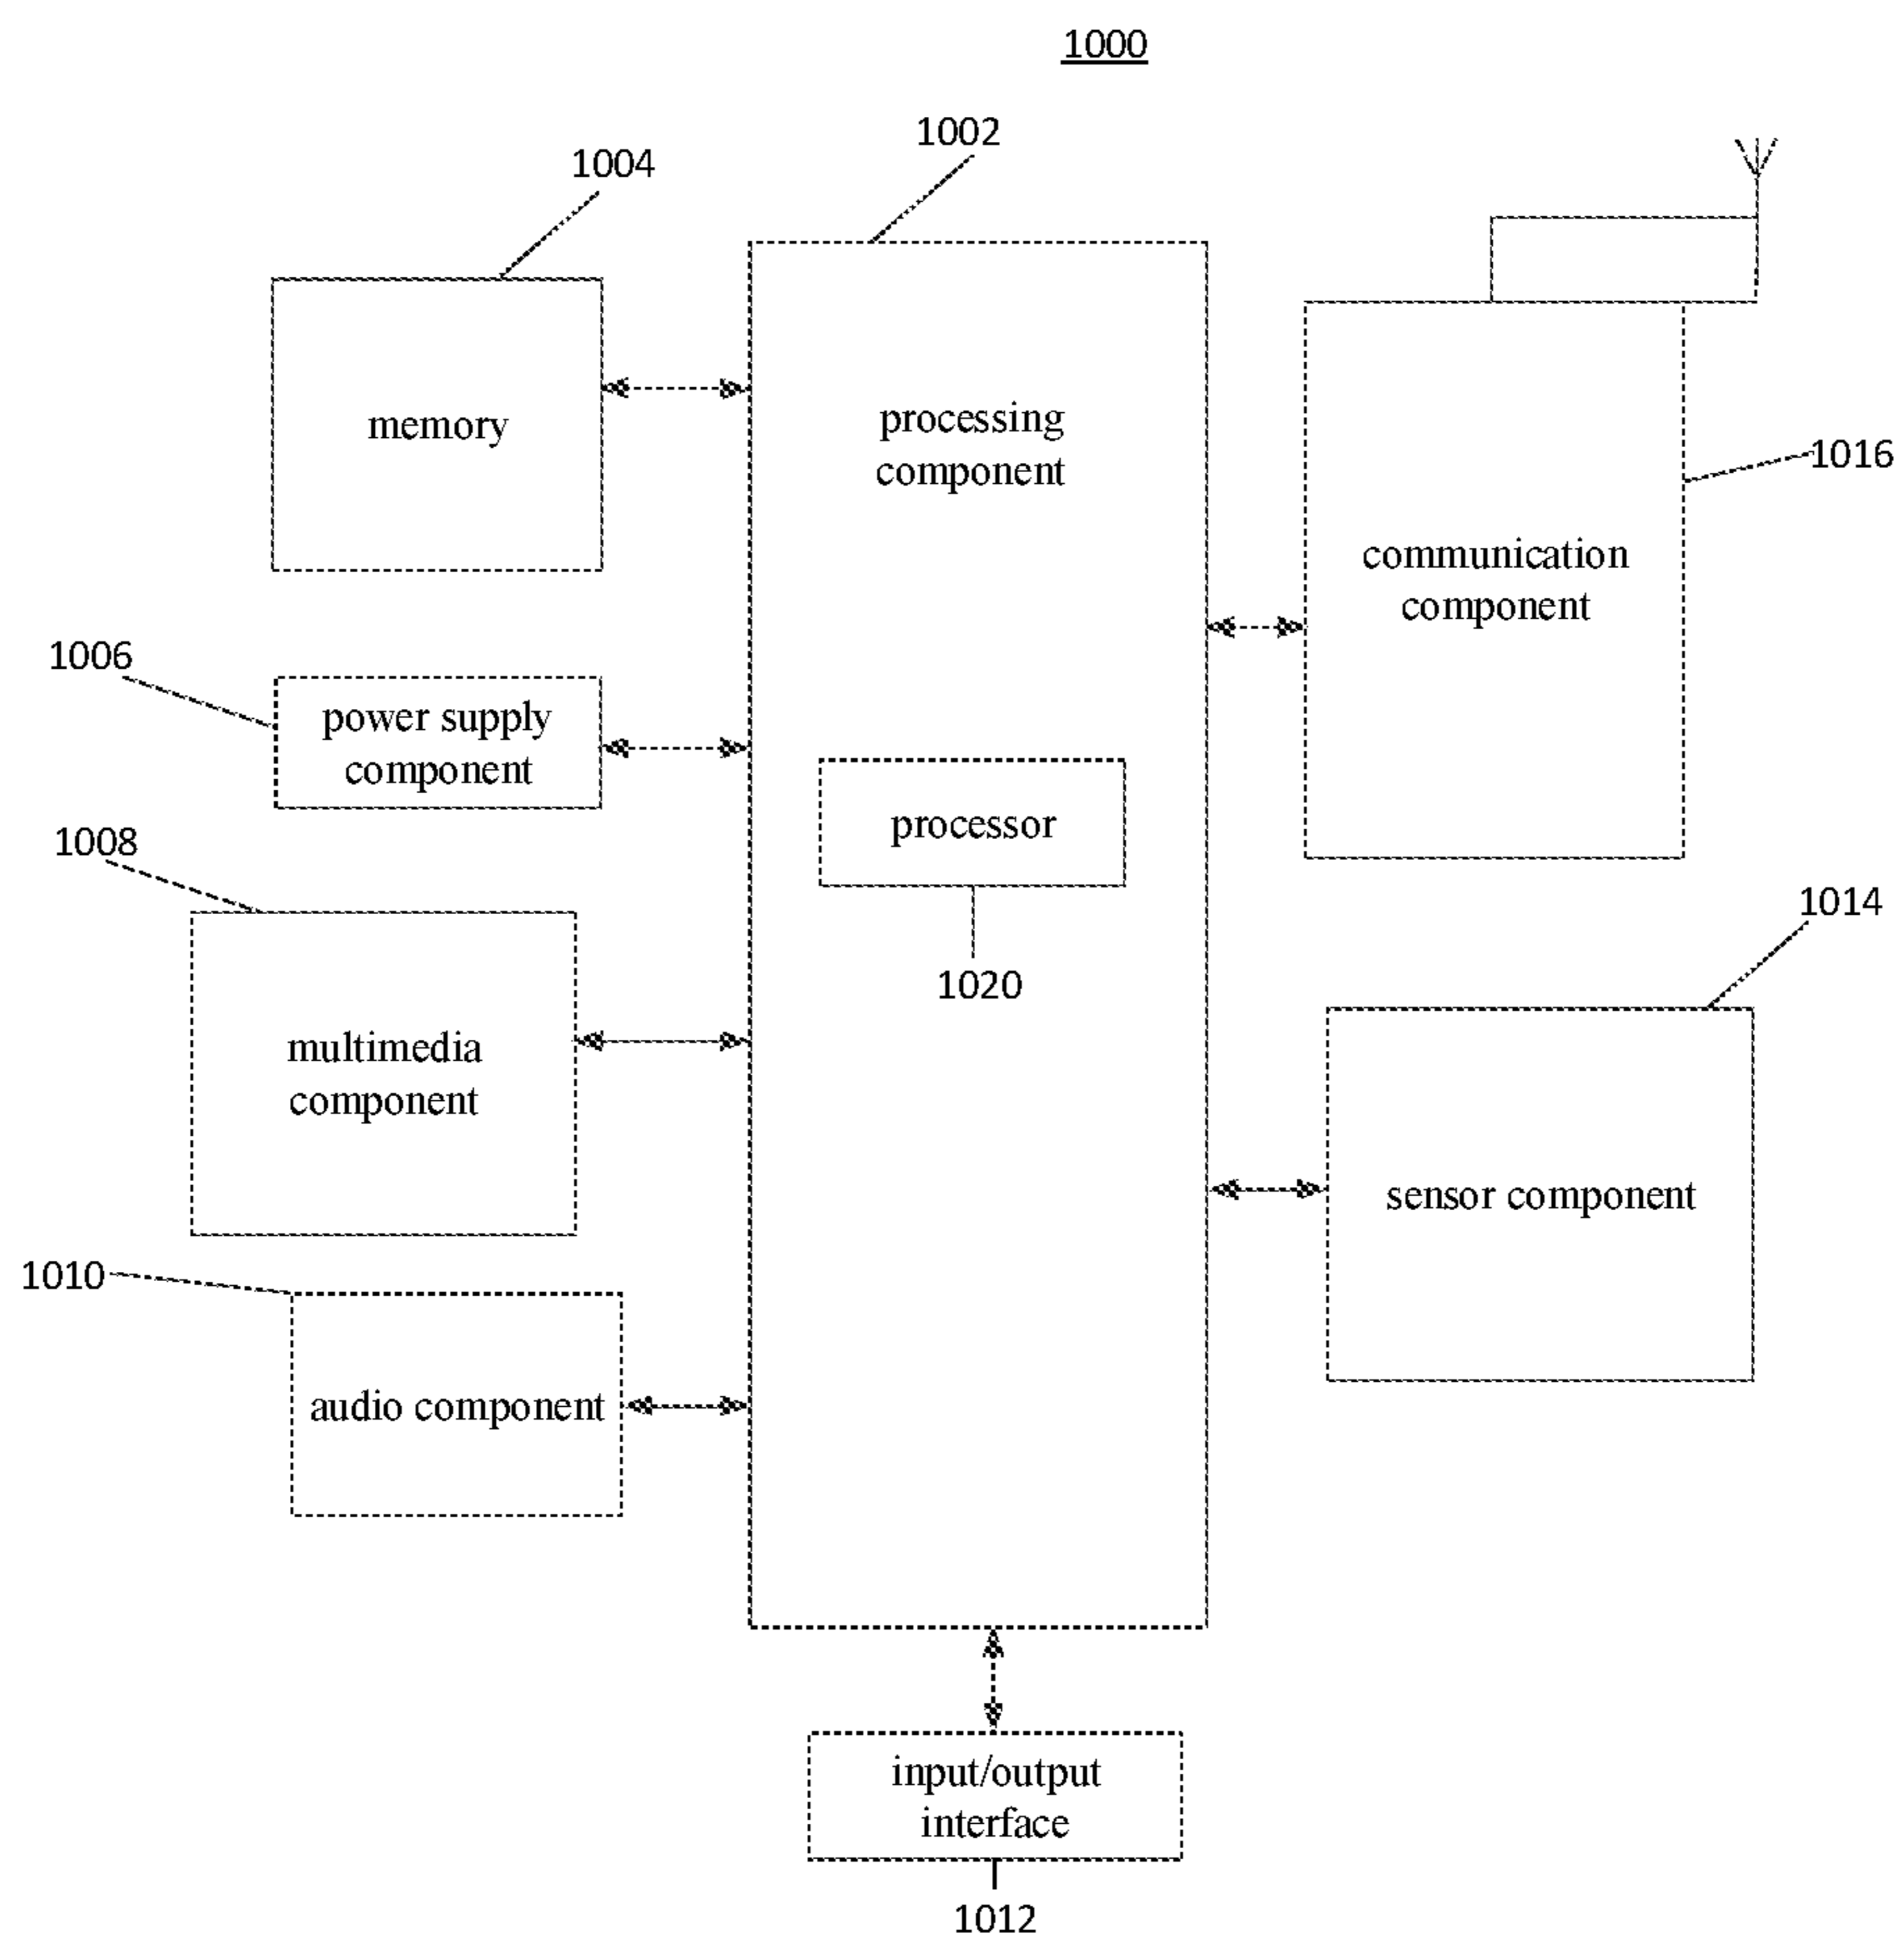 1000
1002
1004
memory
processing
component
1016
communication
component
1006
power supply
component
processor
1008
1014
1020
multimedia
component
sensor component
1010
audio component
input/output
interface
1012